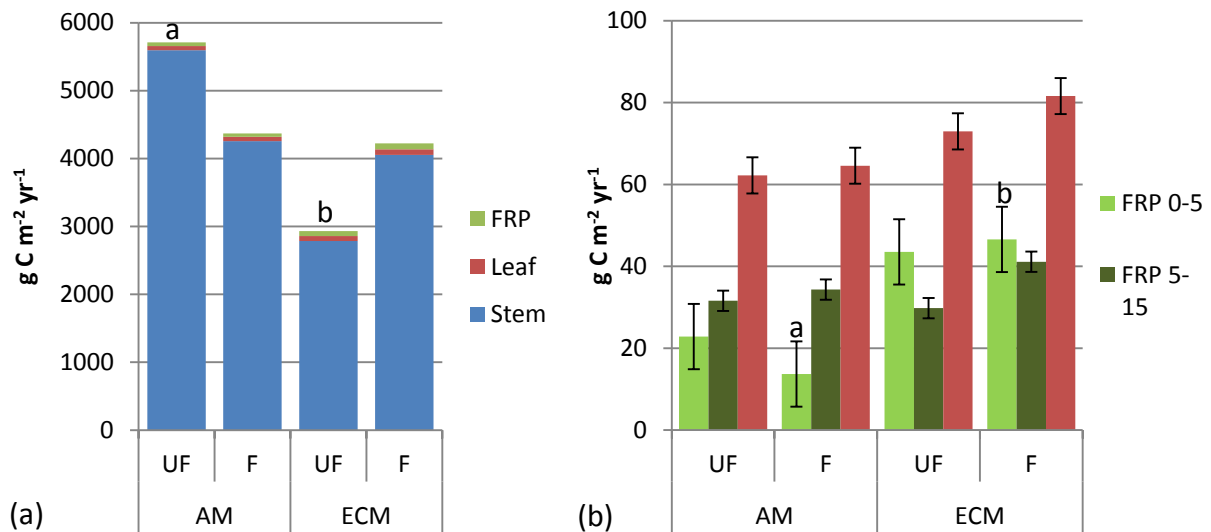 6000
5000
4000
3000
2000
1000
0
g C m⁻² yr⁻¹
a
b
FRP
Leaf
Stem
UF F UF F
AM ECM
(a)
100
80
60
40
20
0
g C m⁻² yr⁻¹
a
b
FRP 0-5
FRP 5-
15
UF F UF F
AM ECM
(b)